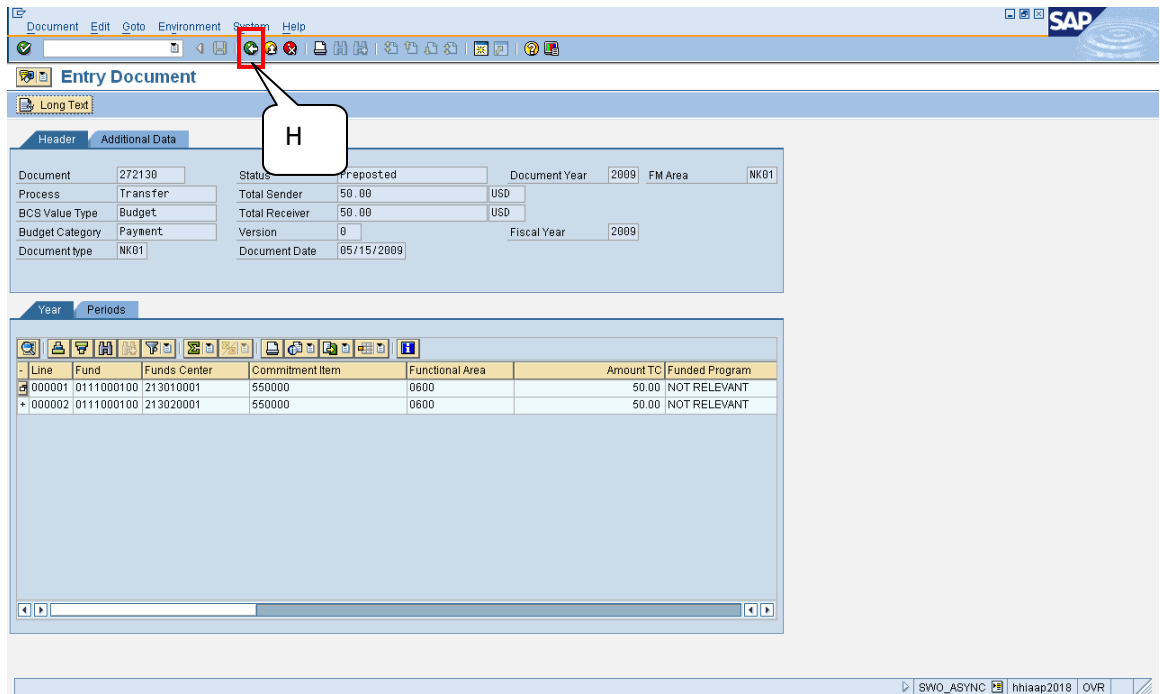 Document Edit Goto Environment System Help
SAP
Entry Document
Long Text
H
Header Additional Data
Document 272130 Status Preposted Document Year 2009 FM Area NK01
Process Transfer Total Sender 50.00 USD
BCS Value Type Budget Total Receiver 50.00 USD
Budget Category Payment Version 0 Fiscal Year 2009
Document type NK01 Document Date 05/15/2009
Year Periods
- Line Fund Funds Center Commitment Item Functional Area Amount TC Funded Program
000001 0111000100 213010001 550000 0600 50.00 NOT RELEVANT
+ 000002 0111000100 213020001 550000 0600 50.00 NOT RELEVANT
SWO_ASYNC hhiaap2018 OVR